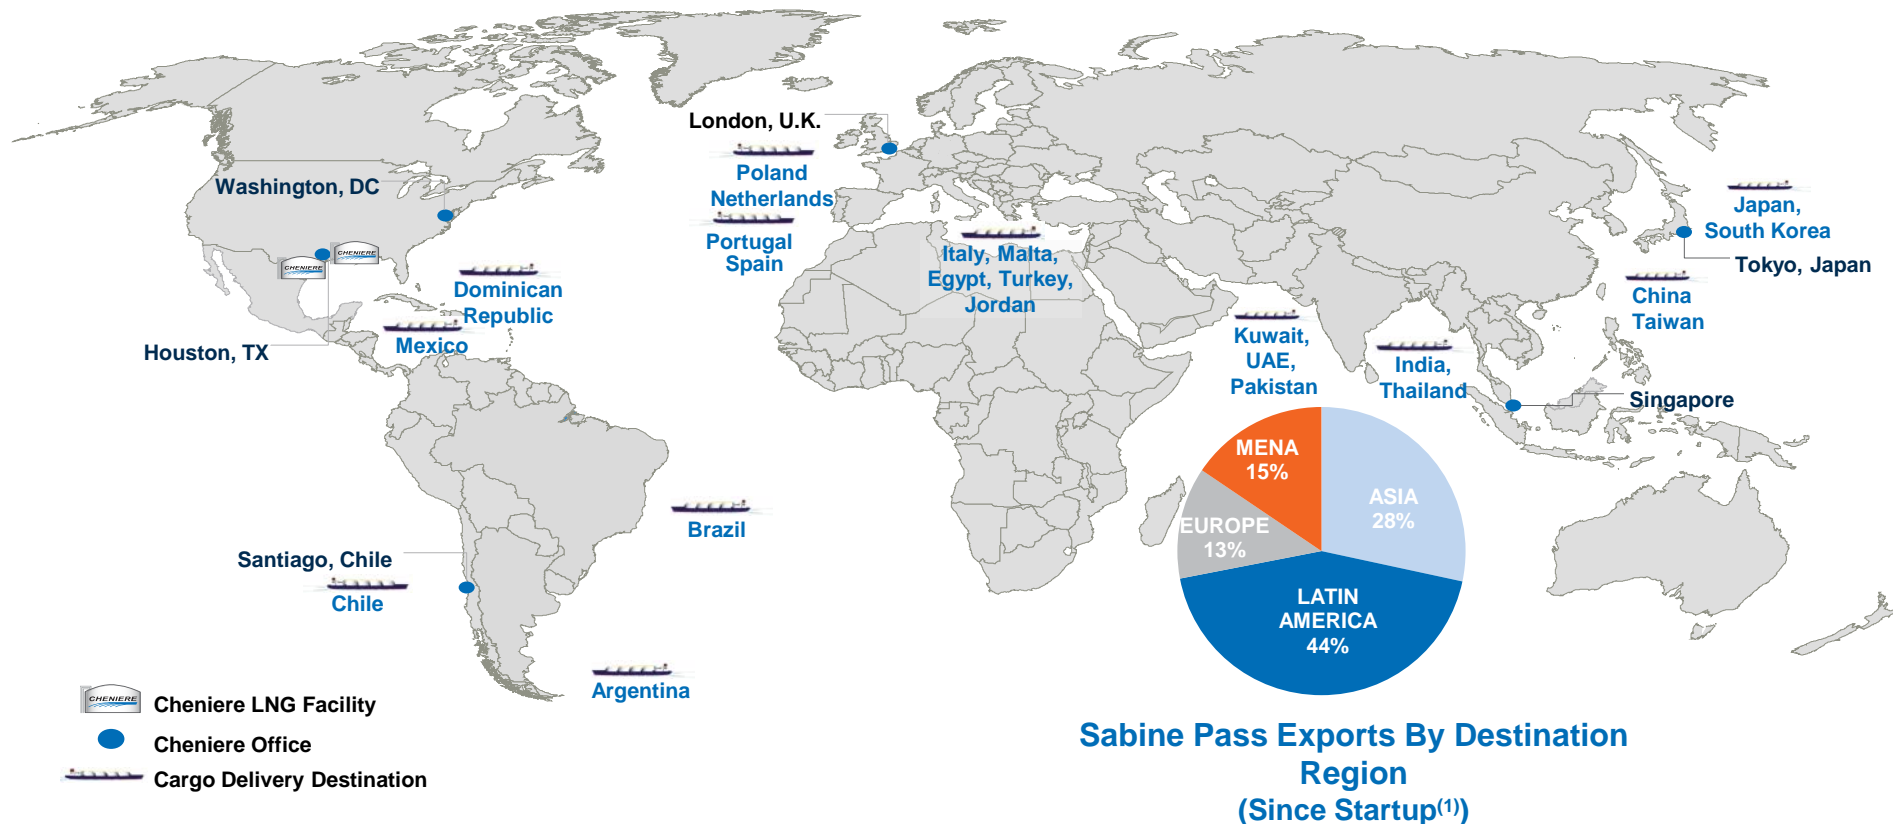 London, U.K.
Poland
Netherlands
Washington, DC
Portugal
Spain
Japan,
South Korea
Tokyo, Japan
CHENIERE
CHENIERE
Italy, Malta,
Egypt, Turkey,
Jordan
Dominican
Republic
China
Taiwan
Mexico
Houston, TX
Kuwait,
UAE,
Pakistan
India,
Thailand
Singapore
MENA
15%
ASIA
28%
EUROPE
13%
LATIN
AMERICA
44%
Brazil
Santiago, Chile
Chile
Argentina
CHENIERE
Cheniere LNG Facility
Cheniere Office
Cargo Delivery Destination
Sabine Pass Exports By Destination
Region
(Since Startup(1))